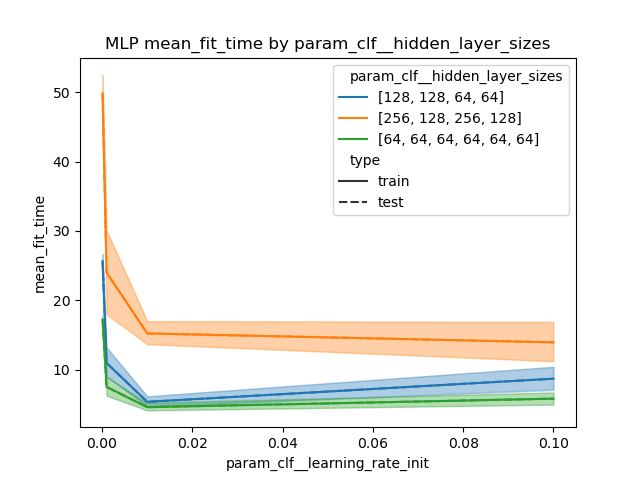 MLP mean_fit_time by param_clf__hidden_layer_sizes
param_clf__hidden_layer_sizes
[128, 128, 64, 64]
[256, 128, 256, 128]
[64, 64, 64, 64, 64, 64]
type
train
test
mean_fit_time
50
40
30
20
10
0.00 0.02 0.04 0.06 0.08 0.10
param_clf__learning_rate_init